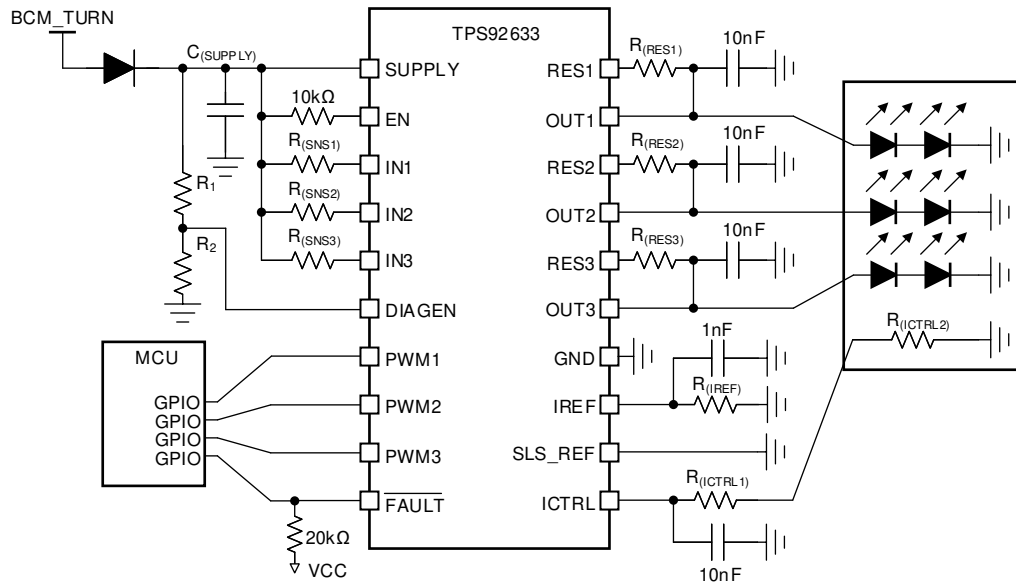 BCM_TURN
C(SUPPLY)
TPS92633
R(RES1)
10nF
SUPPLY
RES1
10kΩ
EN
OUT1
R(SNS1)
IN1
R(RES2)
10nF
RES2
R1
R(SNS2)
IN2
OUT2
R2
R(SNS3)
IN3
R(RES3)
10nF
RES3
DIAGEN
OUT3
R(ICTRL2)
MCU
PWM1
GND
1nF
GPIO
GPIO
GPIO
GPIO
PWM2
IREF
R(IREF)
PWM3
SLS_REF
FAULT
ICTRL
R(ICTRL1)
20kΩ
VCC
10nF